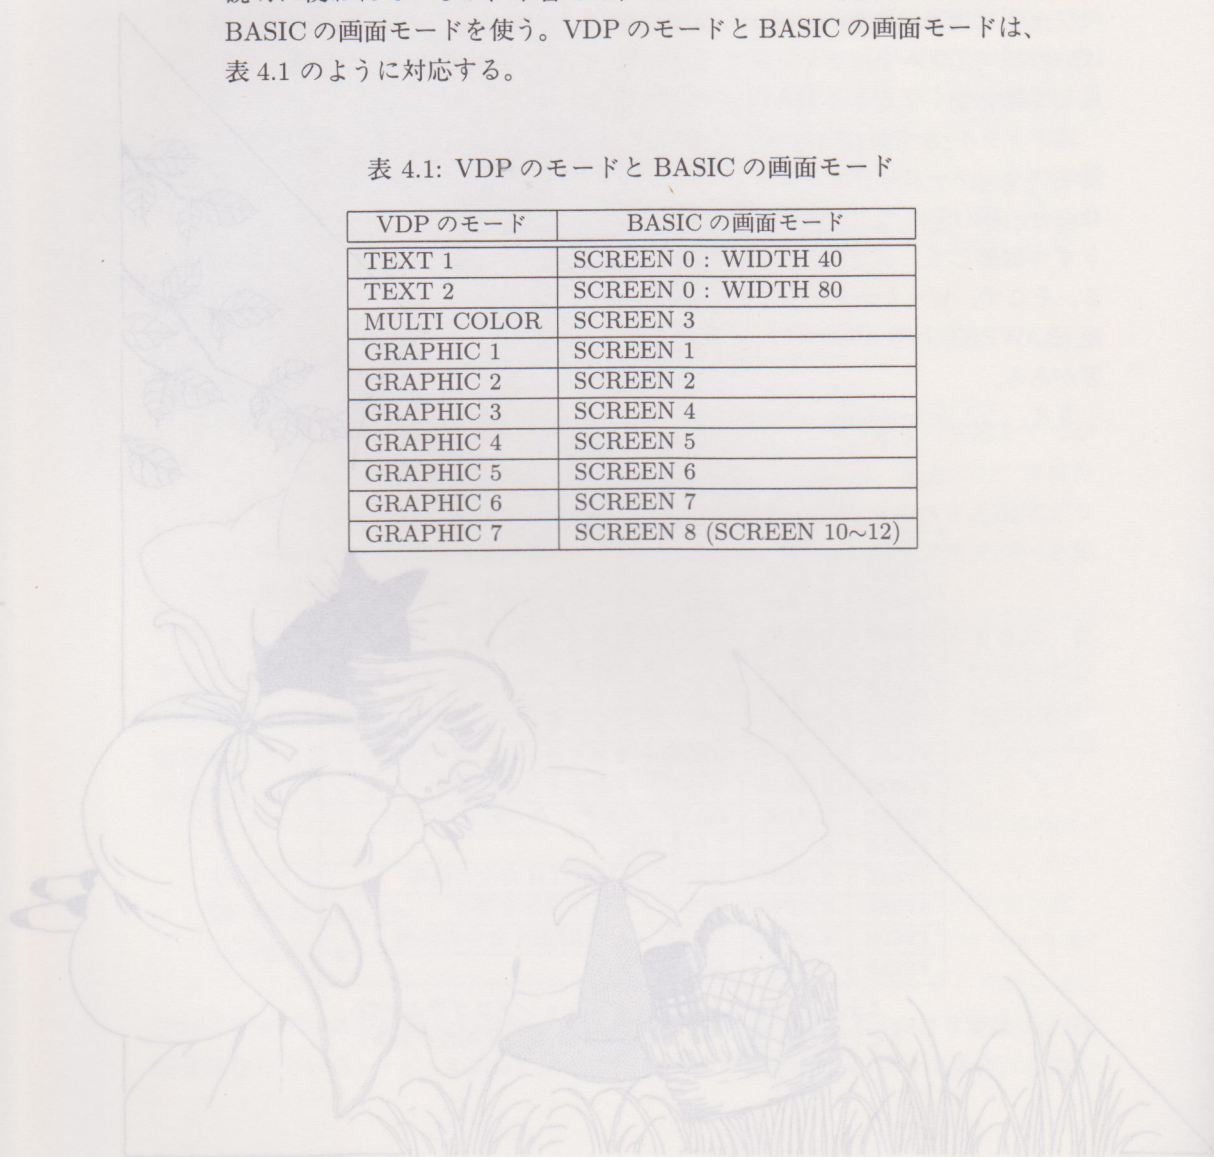 BASIC の画面モードを使う。VDP のモードと BASIC の画面モードは、
表 4.1 のように対応する。
表 4.1: VDP のモードと BASIC の画面モード
VDP のモード BASIC の画面モード
TEXT 1 SCREEN 0 : WIDTH 40
TEXT 2 SCREEN 0 : WIDTH 80
MULTI COLOR SCREEN 3
GRAPHIC 1 SCREEN 1
GRAPHIC 2 SCREEN 2
GRAPHIC 3 SCREEN 4
GRAPHIC 4 SCREEN 5
GRAPHIC 5 SCREEN 6
GRAPHIC 6 SCREEN 7
GRAPHIC 7 SCREEN 8 (SCREEN 10~12)